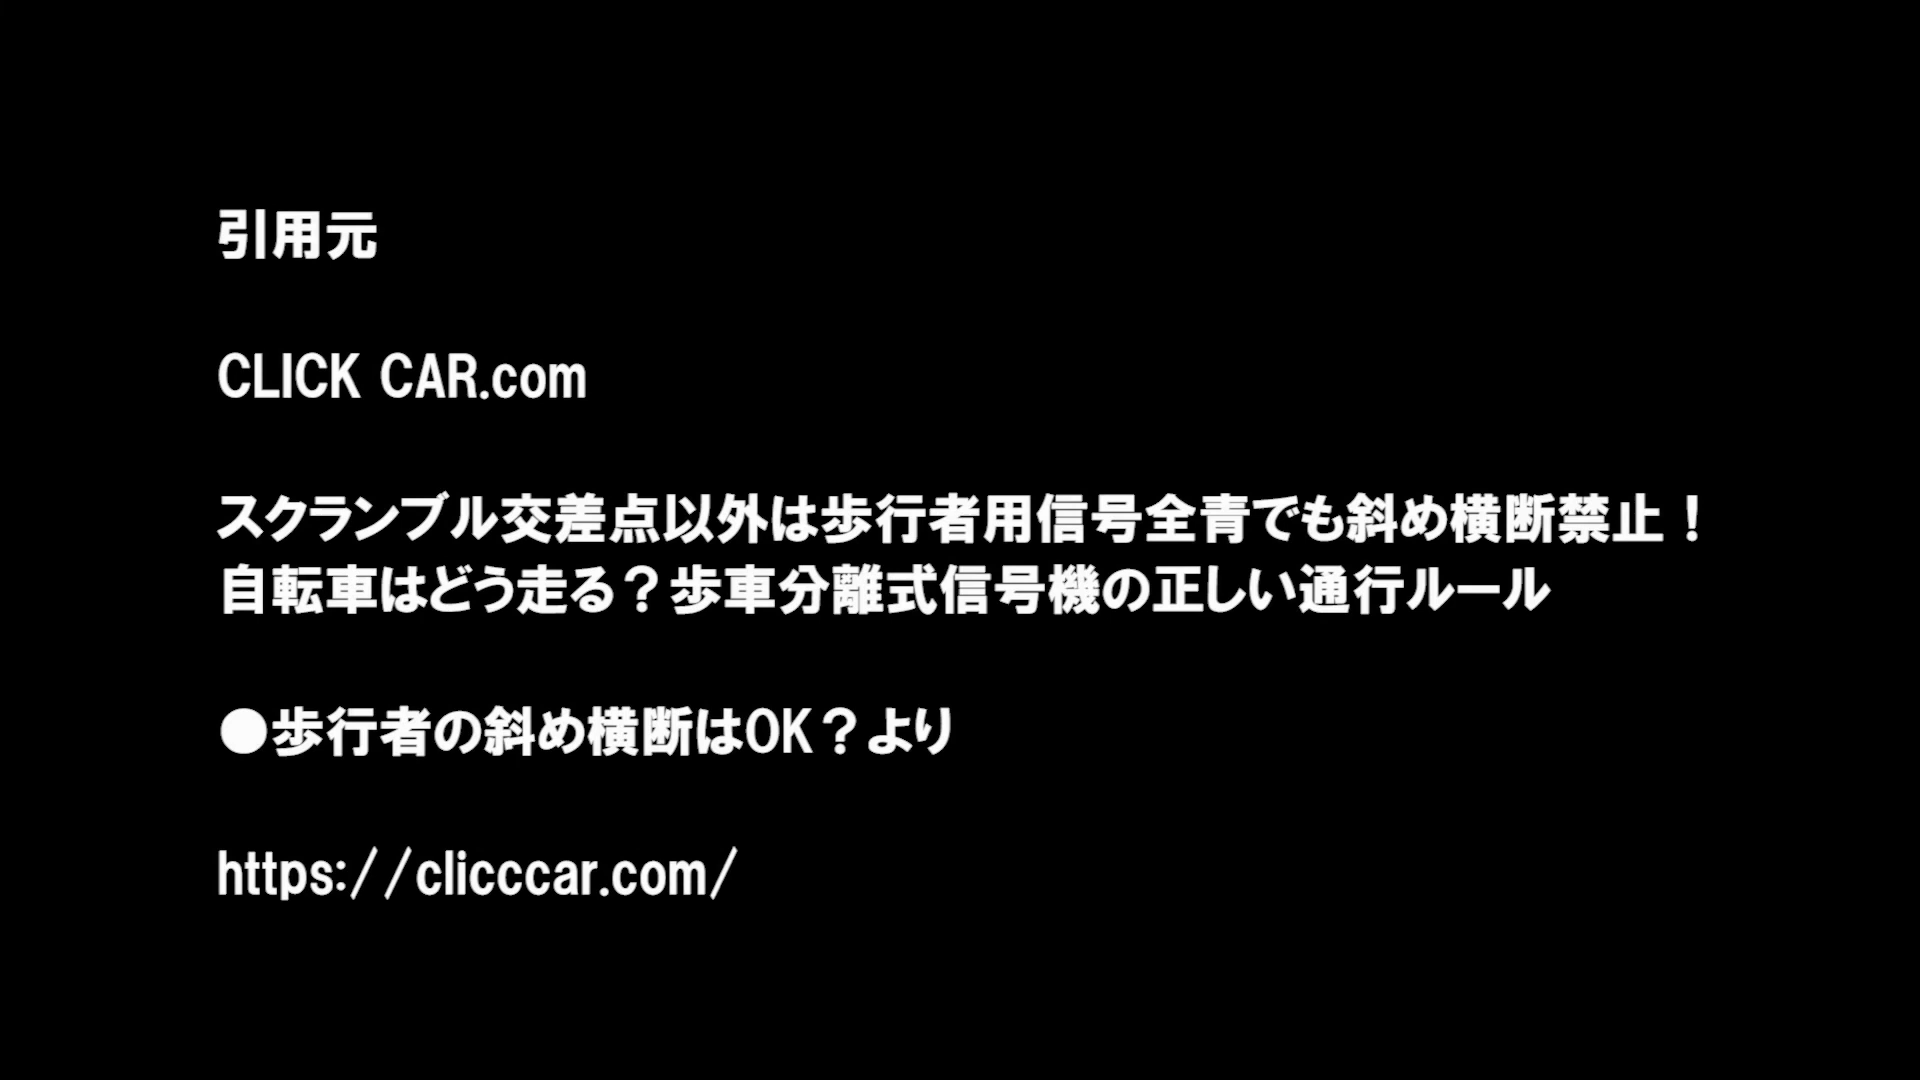 引用元
CLICK CAR.com
スクランブル交差点以外は歩行者用信号全青でも斜め横断禁止！
自転車はどう走る？歩車分離式信号機の正しい通行ルール
●歩行者の斜め横断はOK？より
https://clicccar.com/